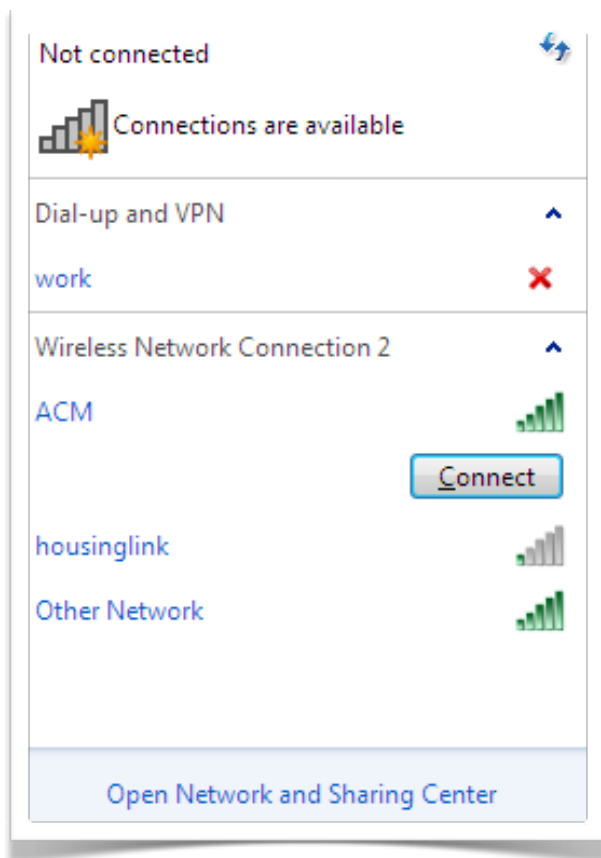 Not connected
Connections are available
Dial-up and VPN
work
Wireless Network Connection 2
ACM
Connect
housinglink
Other Network
Open Network and Sharing Center